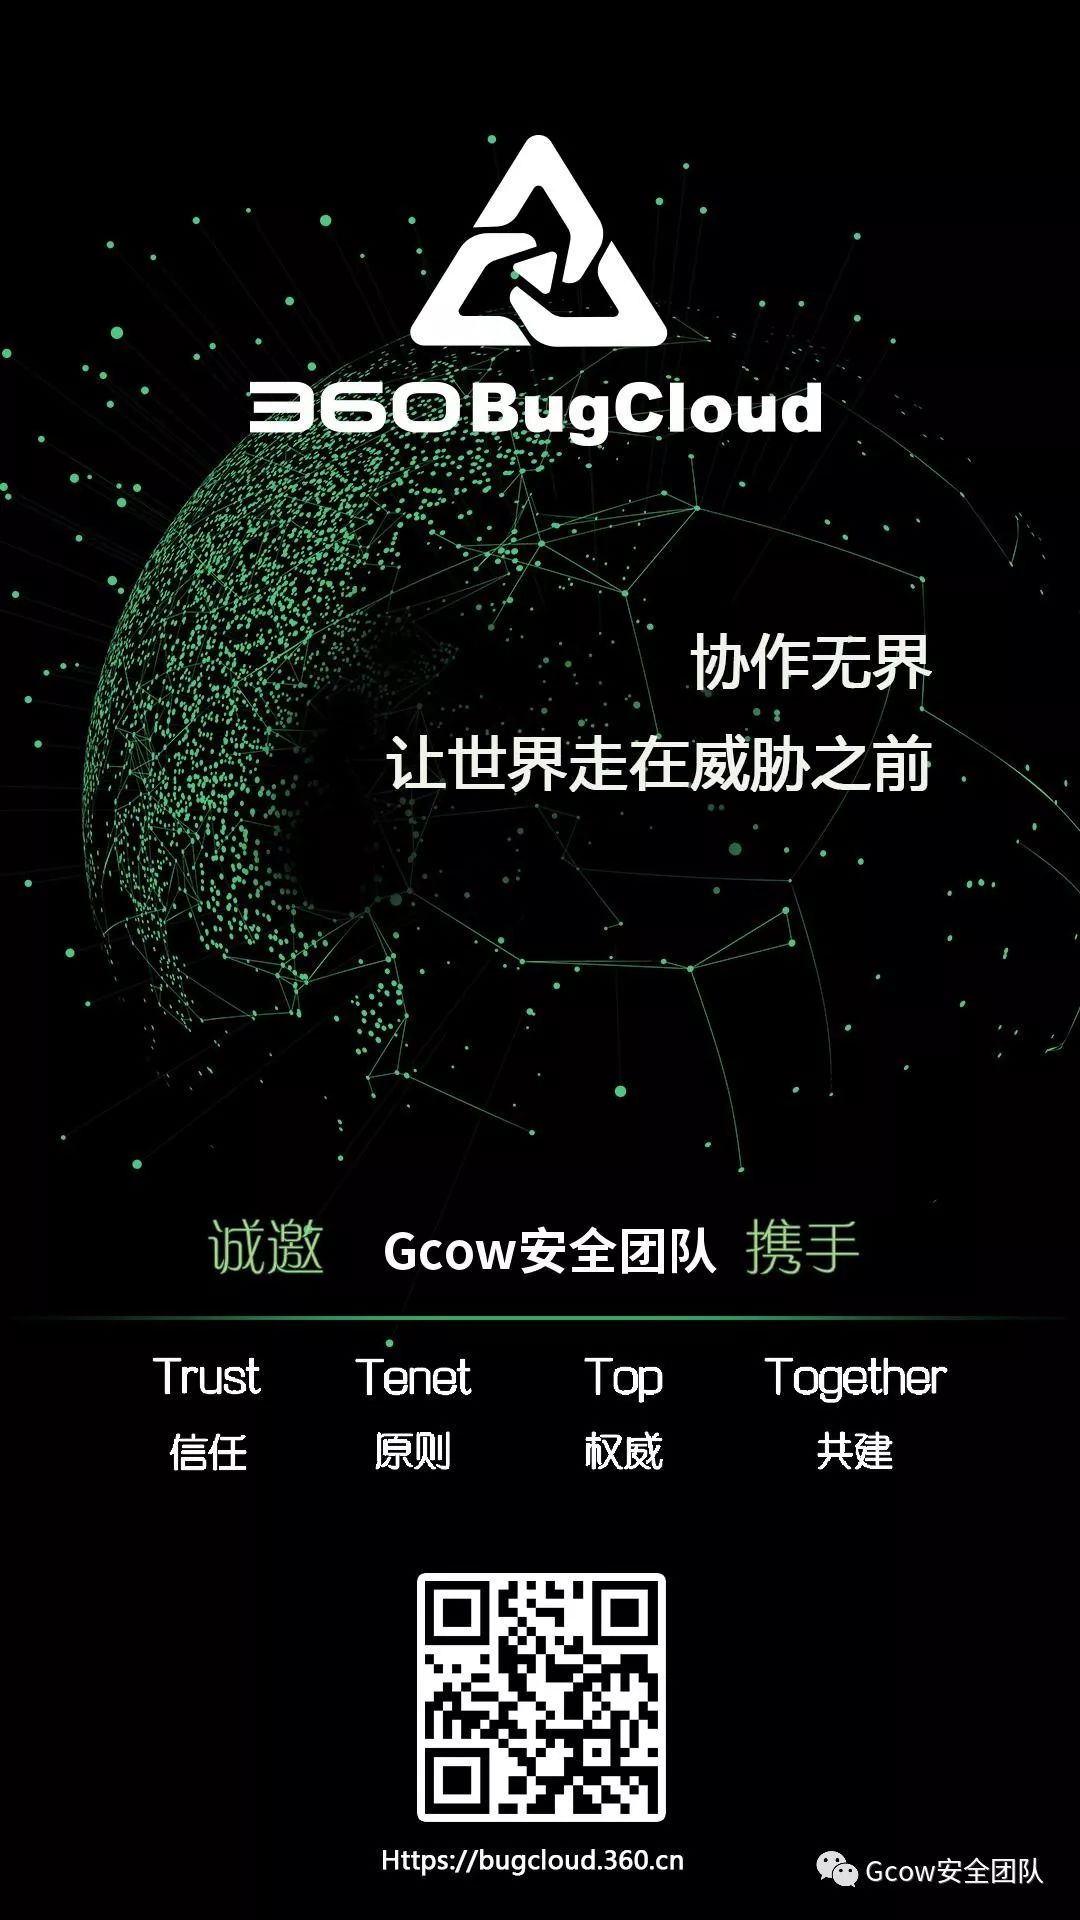 360BugCloud
协作无界
让世界走在威胁之前
诚邀 Gcow安全团队 携手
Trust Tenet Top Together
信任 原则 权威 共建
Https://bugcloud.360.cn
Gcow安全团队